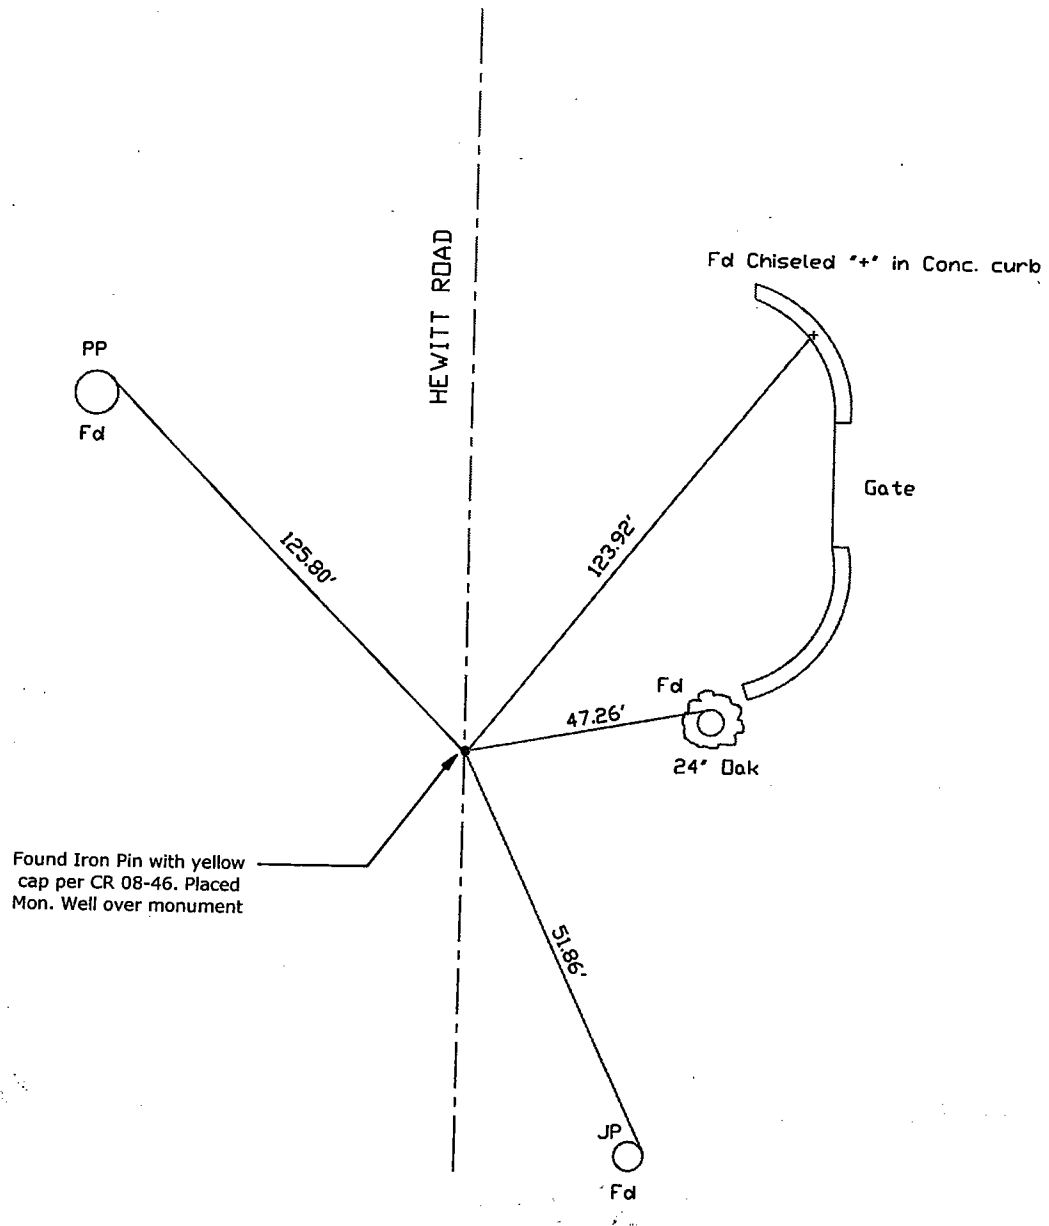 HEWITT ROAD
Fd Chiseled "+" in Conc. curb
PP
Fd
Gate
125.80'
123.92'
Fd
47.26'
24" Oak
Found Iron Pin with yellow
cap per CR 08-46. Placed
Mon. Well over monument
51.86'
JP
Fd